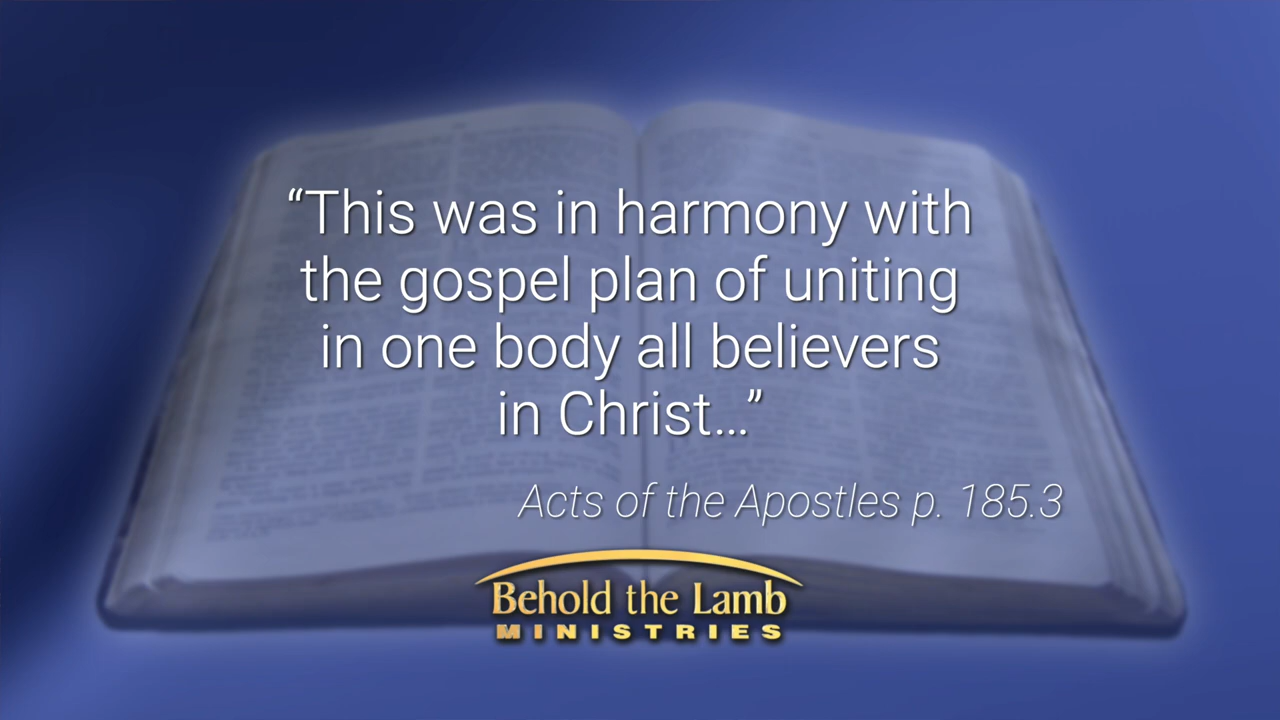 “This was in harmony with
the gospel plan of uniting
in one body all believers
in Christ…”
Acts of the Apostles p. 185.3
Behold the Lamb
MINISTRIES